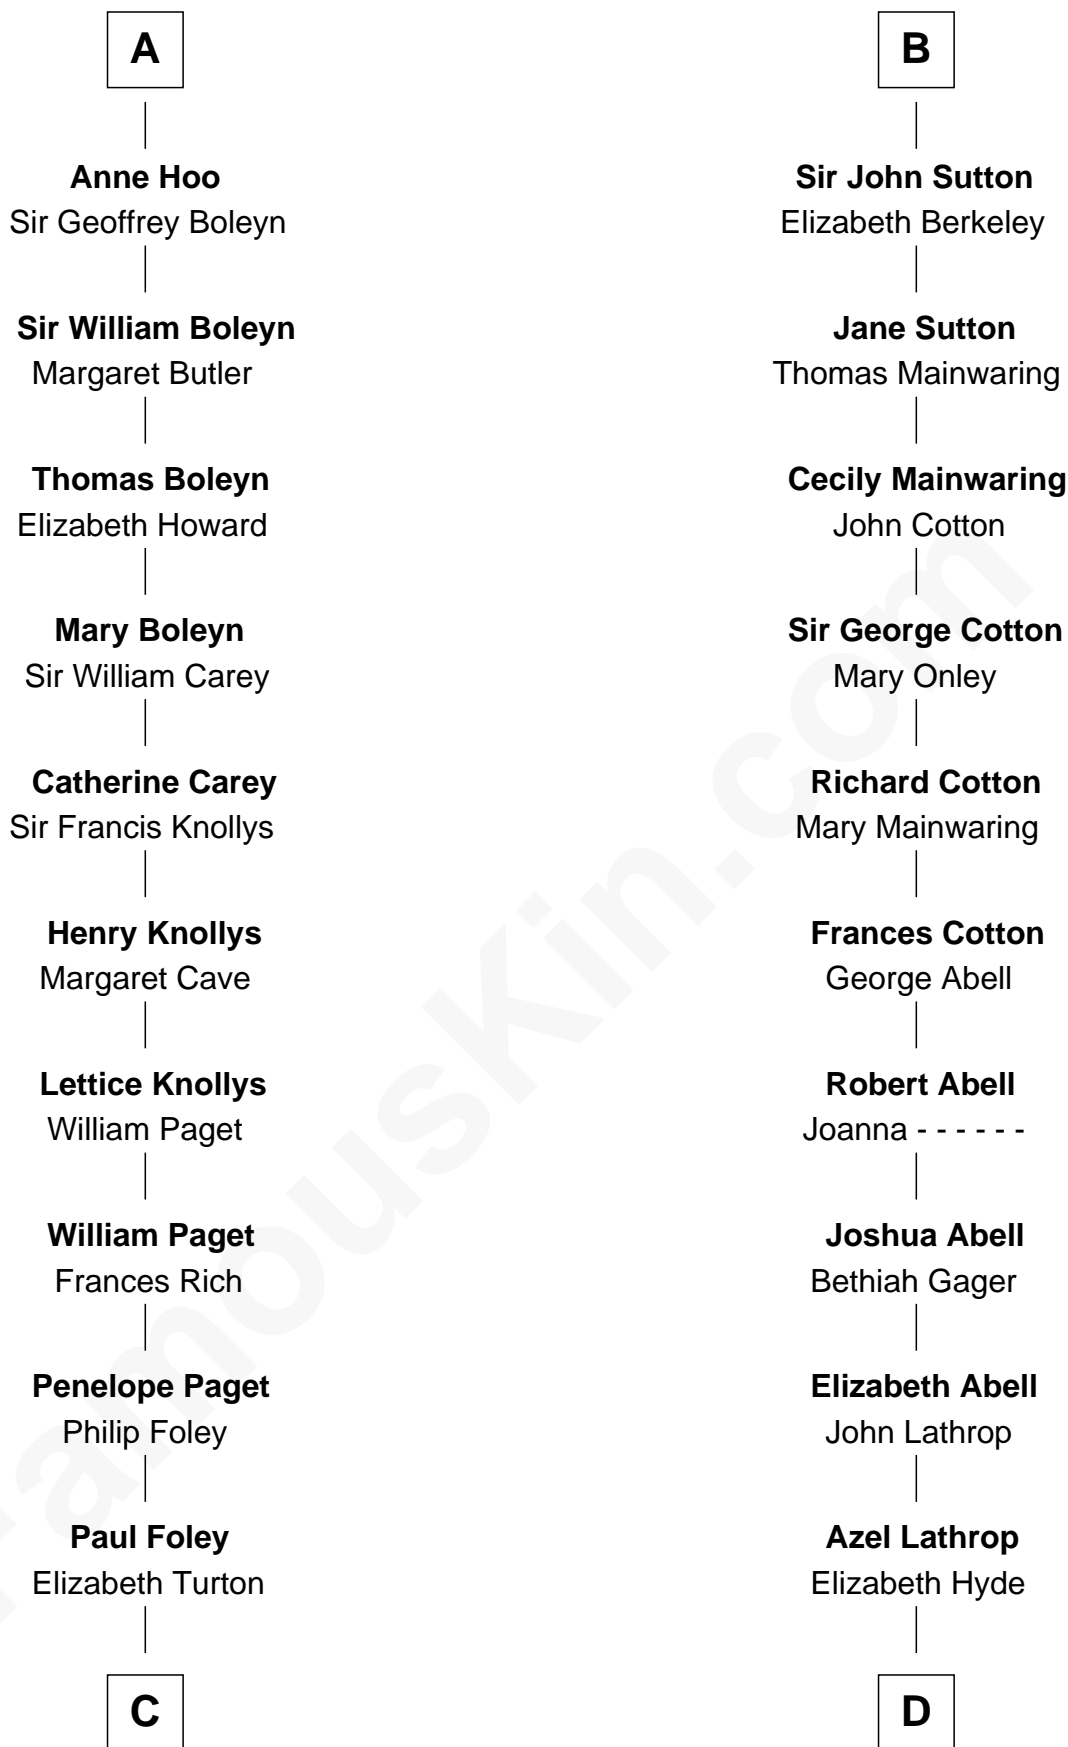 A
Anne Hoo
Sir Geoffrey Boleyn
Sir William Boleyn
Margaret Butler
Thomas Boleyn
Elizabeth Howard
Mary Boleyn
Sir William Carey
Catherine Carey
Sir Francis Knollys
Henry Knollys
Margaret Cave
Lettice Knollys
William Paget
William Paget
Frances Rich
Penelope Paget
Philip Foley
Paul Foley
Elizabeth Turton
C
B
Sir John Sutton
Elizabeth Berkeley
Jane Sutton
Thomas Mainwaring
Cecily Mainwaring
John Cotton
Sir George Cotton
Mary Onley
Richard Cotton
Mary Mainwaring
Frances Cotton
George Abell
Robert Abell
Joanna - - - - - -
Joshua Abell
Bethiah Gager
Elizabeth Abell
John Lathrop
Azel Lathrop
Elizabeth Hyde
D
FamousKin.com